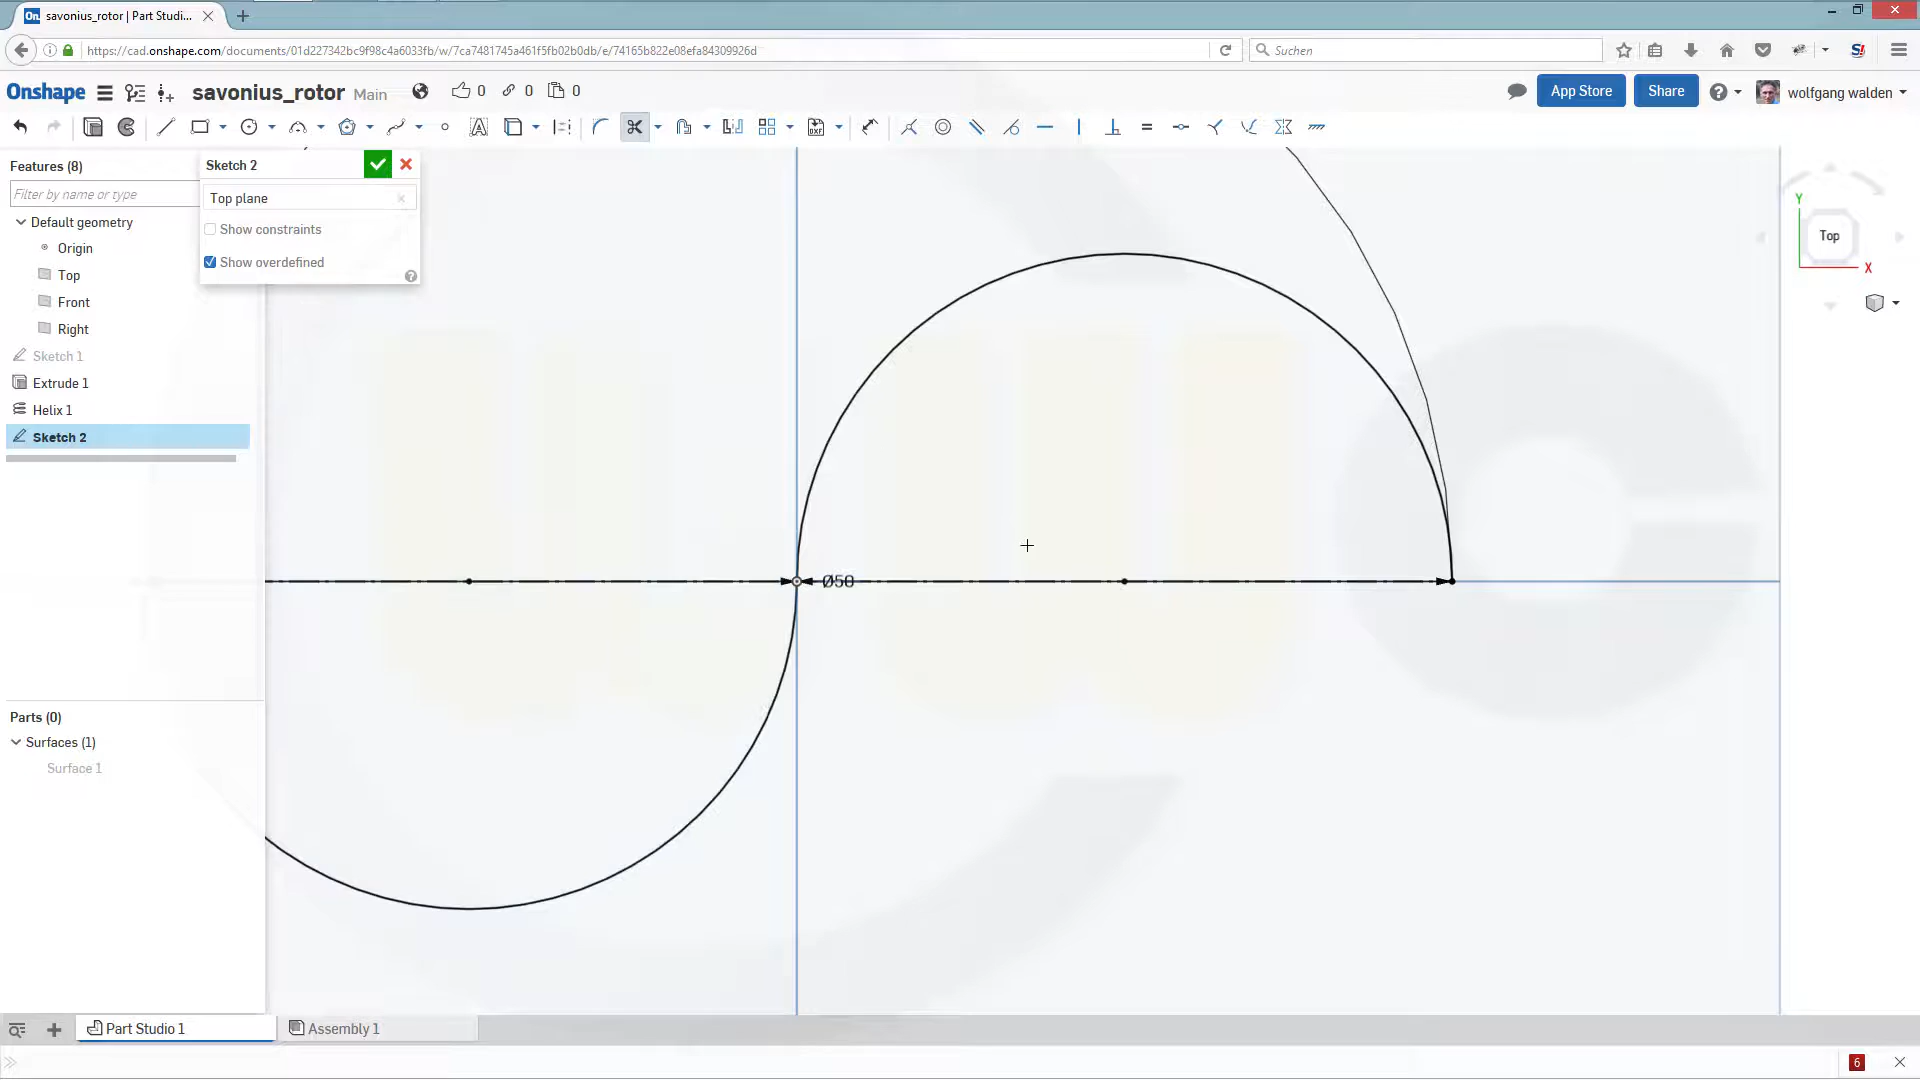 savonius_rotor | Part Studi...
https://cad.onshape.com/documents/01d227342bc9f98c4a6033fb/w/7ca7481745a461f5fb02b0db/e/74165b822e08efa84309926d
Suchen
Onshape
savonius_rotor Main
0 0 0
App Store
Share
wolfgang walden
Features (8)
Filter by name or type
Default geometry
Origin
Top
Front
Right
Sketch 1
Extrude 1
Helix 1
Sketch 2
Sketch 2
Top plane
Show constraints
Show overdefined
Ø50
Y
Top
X
Parts (0)
Surfaces (1)
Surface 1
Part Studio 1
Assembly 1
6